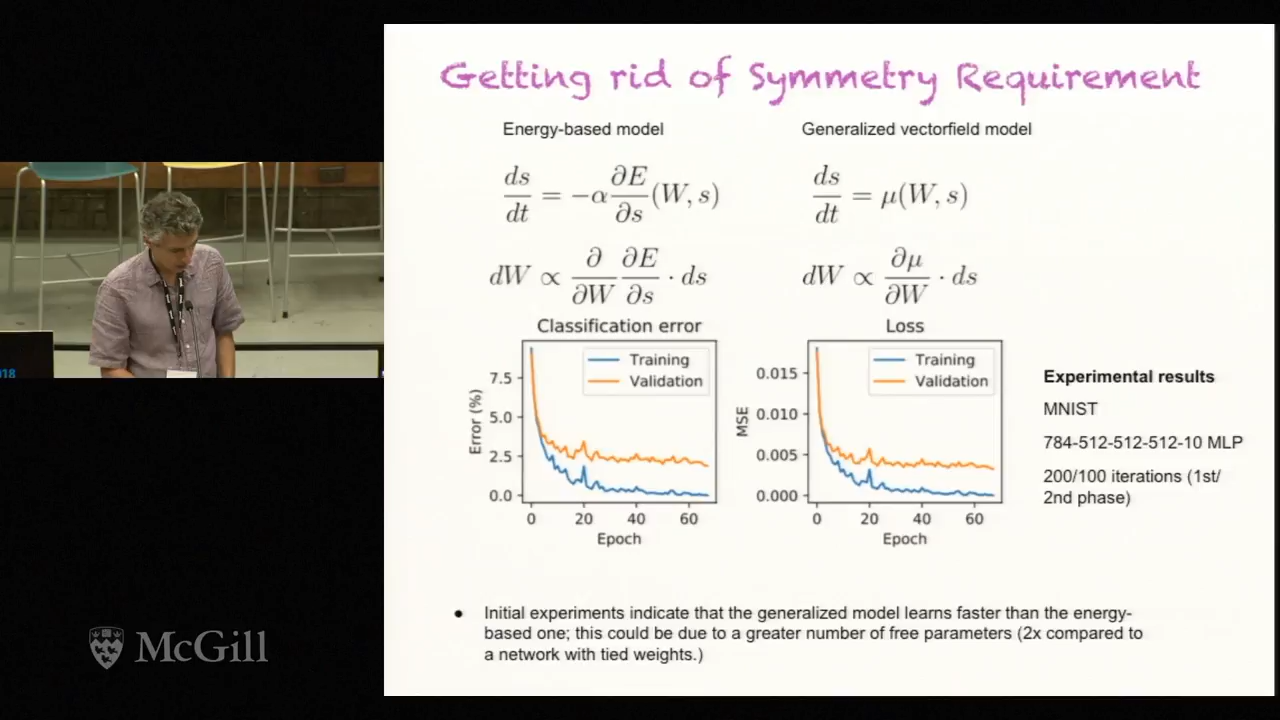 Getting rid of Symmetry Requirement
Energy-based model
Generalized vectorfield model
ds/dt = −α ∂E/∂s (W, s)
ds/dt = μ(W, s)
dW ∝ ∂/∂W ∂E/∂s · ds
dW ∝ ∂μ/∂W · ds
Classification error
Training
Validation
Error (%)
7.5
5.0
2.5
0.0
0 20 40 60
Epoch
Loss
Training
Validation
MSE
0.015
0.010
0.005
0.000
0 20 40 60
Epoch
Experimental results
MNIST
784-512-512-512-10 MLP
200/100 iterations (1st/
2nd phase)
• Initial experiments indicate that the generalized model learns faster than the energy-
based one; this could be due to a greater number of free parameters (2x compared to
a network with tied weights.)
18
McGill